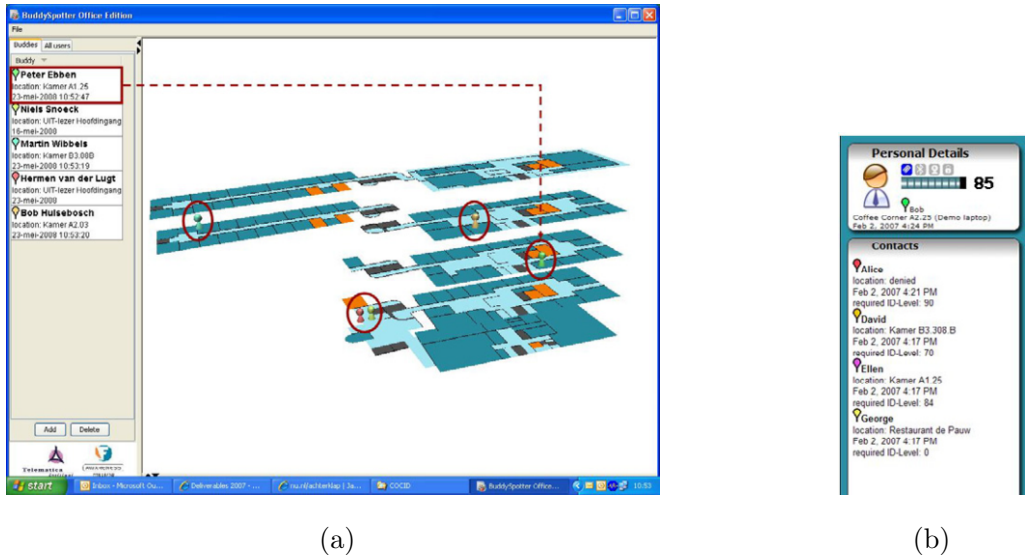 BuddySpotter Office Edition
File
Buddies All users
Buddy
Peter Ebben
location: Kamer A1.25
23-mei-2008 10:52:47
Niels Snoeck
location: UIT-lezer Hoofdingang
16-mei-2008
Martin Wibbels
location: Kamer B3.00B
23-mei-2008 10:53:19
Hermen van der Lugt
location: UIT-lezer Hoofdingang
23-mei-2008
Bob Hulsebosch
location: Kamer A2.03
23-mei-2008 10:53:20
Add Delete
Telematica
start
Inbox - Microsoft Ou...
Deliverables 2007 - ...
nu.nl/achterklap | Ja...
COCID
BuddySpotter Office...
10:53
(a)
Personal Details
85
Bob
Coffee Corner A2.25 (Demo laptop)
Feb 2, 2007 4:24 PM
Contacts
Alice
location: denied
Feb 2, 2007 4:21 PM
required ID-Level: 90
David
location: Kamer B3.308.B
Feb 2, 2007 4:17 PM
required ID-Level: 70
Ellen
location: Kamer A1.25
Feb 2, 2007 4:17 PM
required ID-Level: 84
George
location: Restaurant de Pauw
Feb 2, 2007 4:17 PM
required ID-Level: 0
(b)